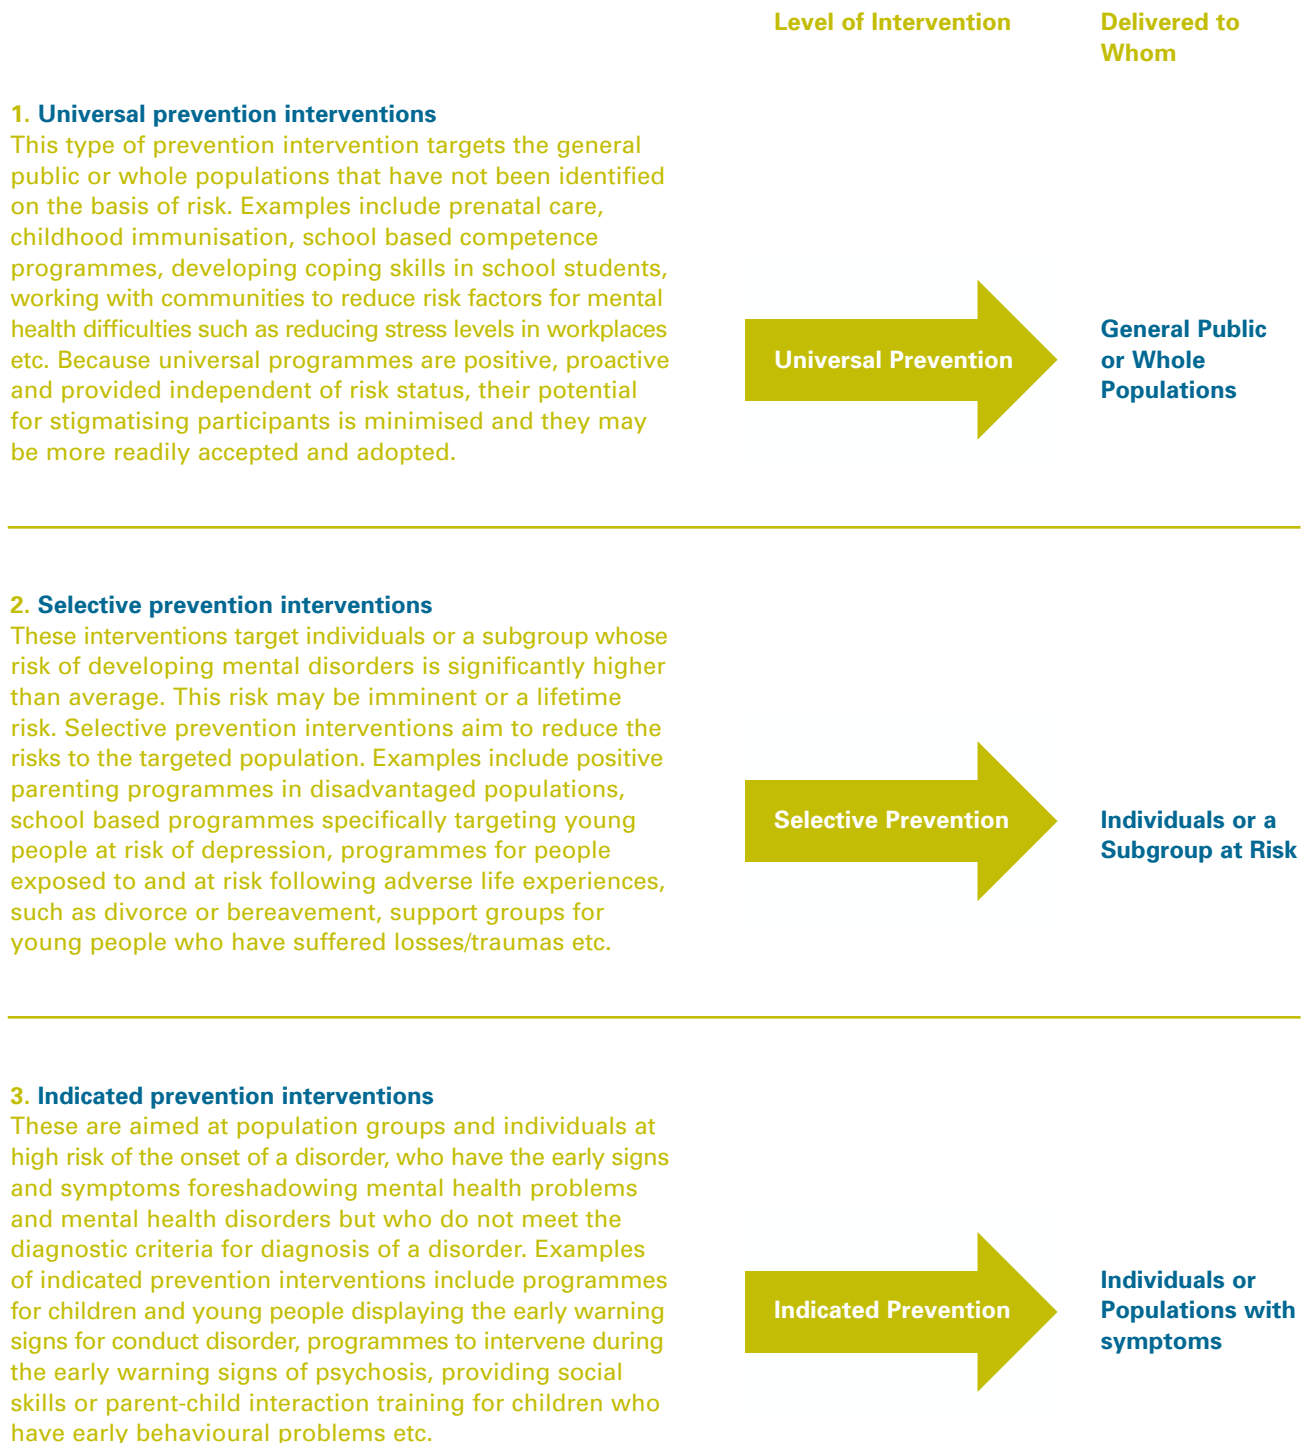 Level of Intervention
Delivered to
Whom
1. Universal prevention interventions
This type of prevention intervention targets the general
public or whole populations that have not been identified
on the basis of risk. Examples include prenatal care,
childhood immunisation, school based competence
programmes, developing coping skills in school students,
working with communities to reduce risk factors for mental
health difficulties such as reducing stress levels in workplaces
etc. Because universal programmes are positive, proactive
and provided independent of risk status, their potential
for stigmatising participants is minimised and they may
be more readily accepted and adopted.
Universal Prevention
General Public
or Whole
Populations
2. Selective prevention interventions
These interventions target individuals or a subgroup whose
risk of developing mental disorders is significantly higher
than average. This risk may be imminent or a lifetime
risk. Selective prevention interventions aim to reduce the
risks to the targeted population. Examples include positive
parenting programmes in disadvantaged populations,
school based programmes specifically targeting young
people at risk of depression, programmes for people
exposed to and at risk following adverse life experiences,
such as divorce or bereavement, support groups for
young people who have suffered losses/traumas etc.
Selective Prevention
Individuals or a
Subgroup at Risk
3. Indicated prevention interventions
These are aimed at population groups and individuals at
high risk of the onset of a disorder, who have the early signs
and symptoms foreshadowing mental health problems
and mental health disorders but who do not meet the
diagnostic criteria for diagnosis of a disorder. Examples
of indicated prevention interventions include programmes
for children and young people displaying the early warning
signs for conduct disorder, programmes to intervene during
the early warning signs of psychosis, providing social
skills or parent-child interaction training for children who
have early behavioural problems etc.
Indicated Prevention
Individuals or
Populations with
symptoms